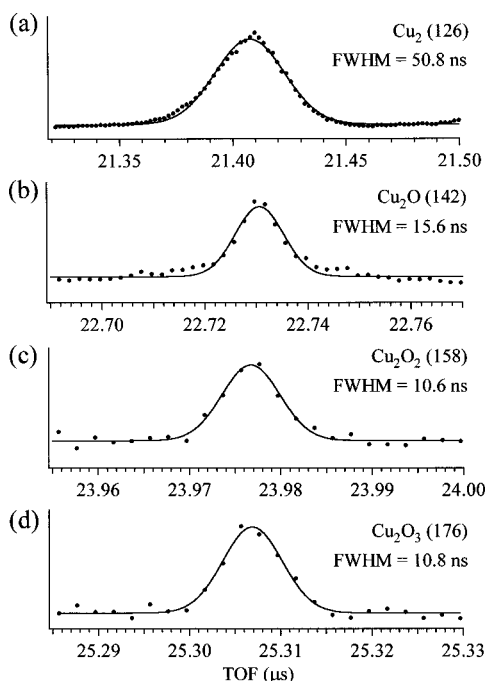 (a)
Cu₂ (126)
FWHM = 50.8 ns
21.35 21.40 21.45 21.50
(b)
Cu₂O (142)
FWHM = 15.6 ns
22.70 22.72 22.74 22.76
(c)
Cu₂O₂ (158)
FWHM = 10.6 ns
23.96 23.97 23.98 23.99 24.00
(d)
Cu₂O₃ (176)
FWHM = 10.8 ns
25.29 25.30 25.31 25.32 25.33
TOF (μs)